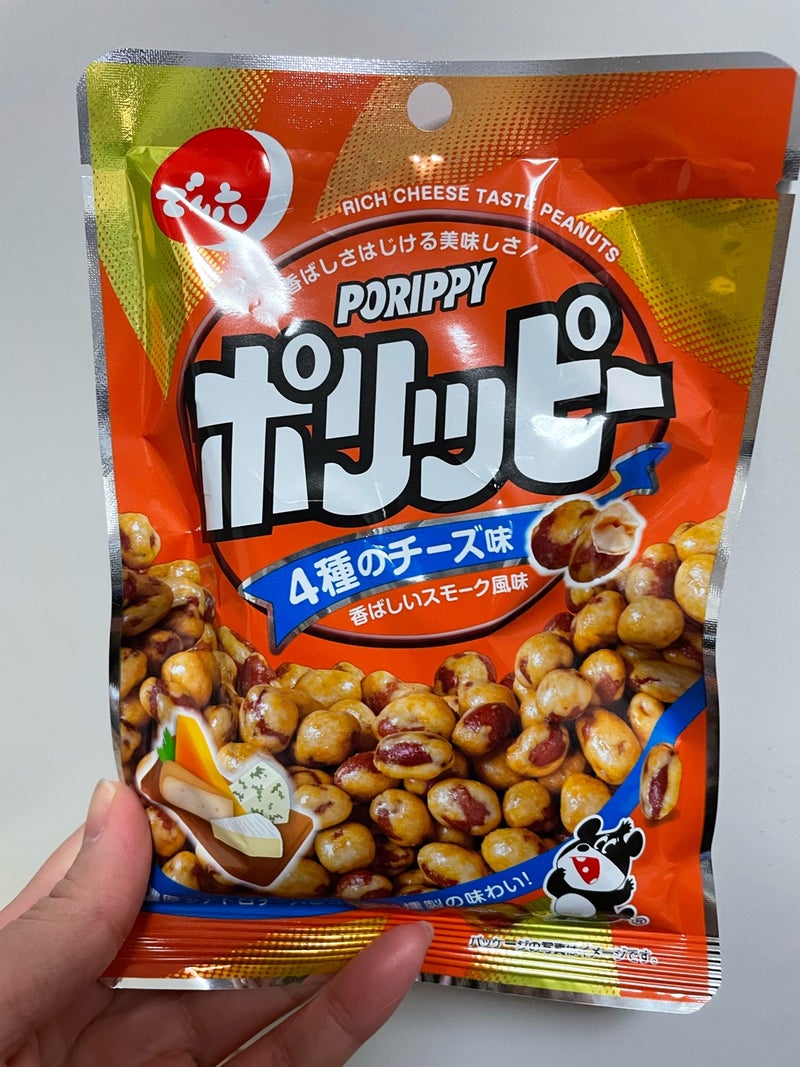 でん六
RICH CHEESE TASTE PEANUTS
香ばしさはじける美味しさ!
PORIPPY
ポリッピー
4種のチーズ味
香ばしいスモーク風味
の味わい!
パッケージの写真はイメージです。
®